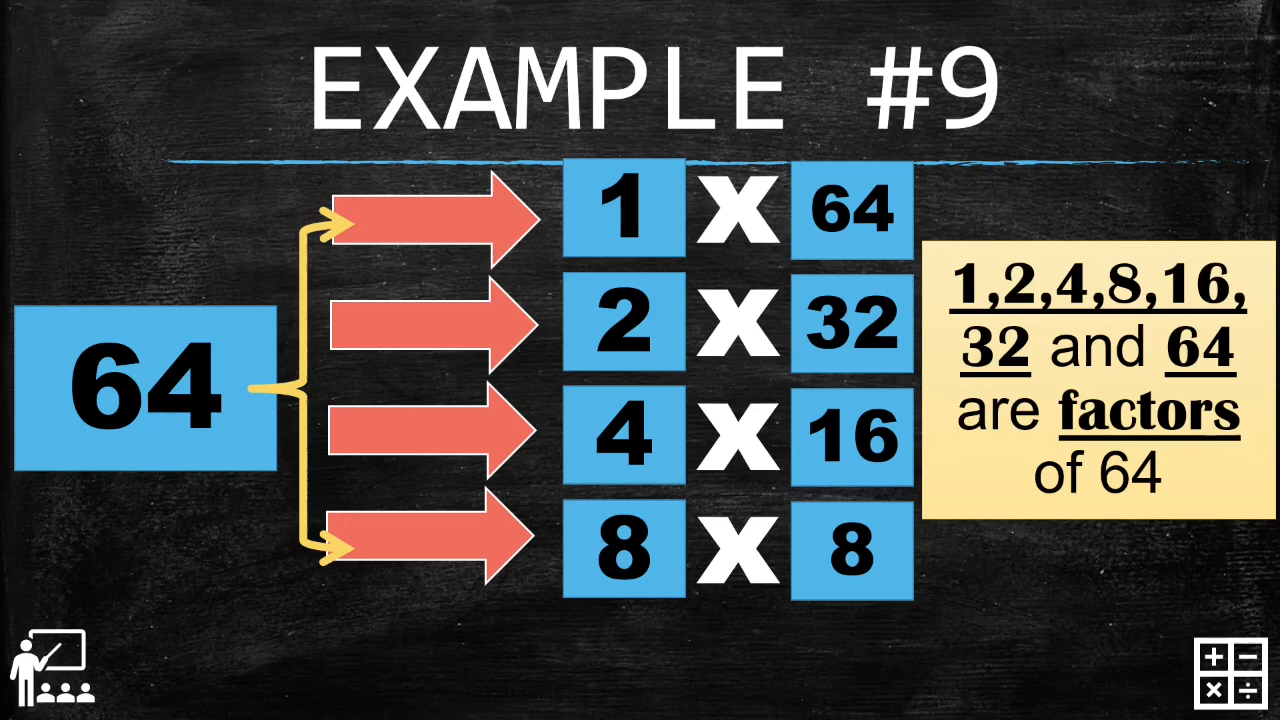 EXAMPLE #9
64
1 X 64
2 X 32
4 X 16
8 X 8
1,2,4,8,16,
32 and 64
are factors
of 64
+ −
× ÷